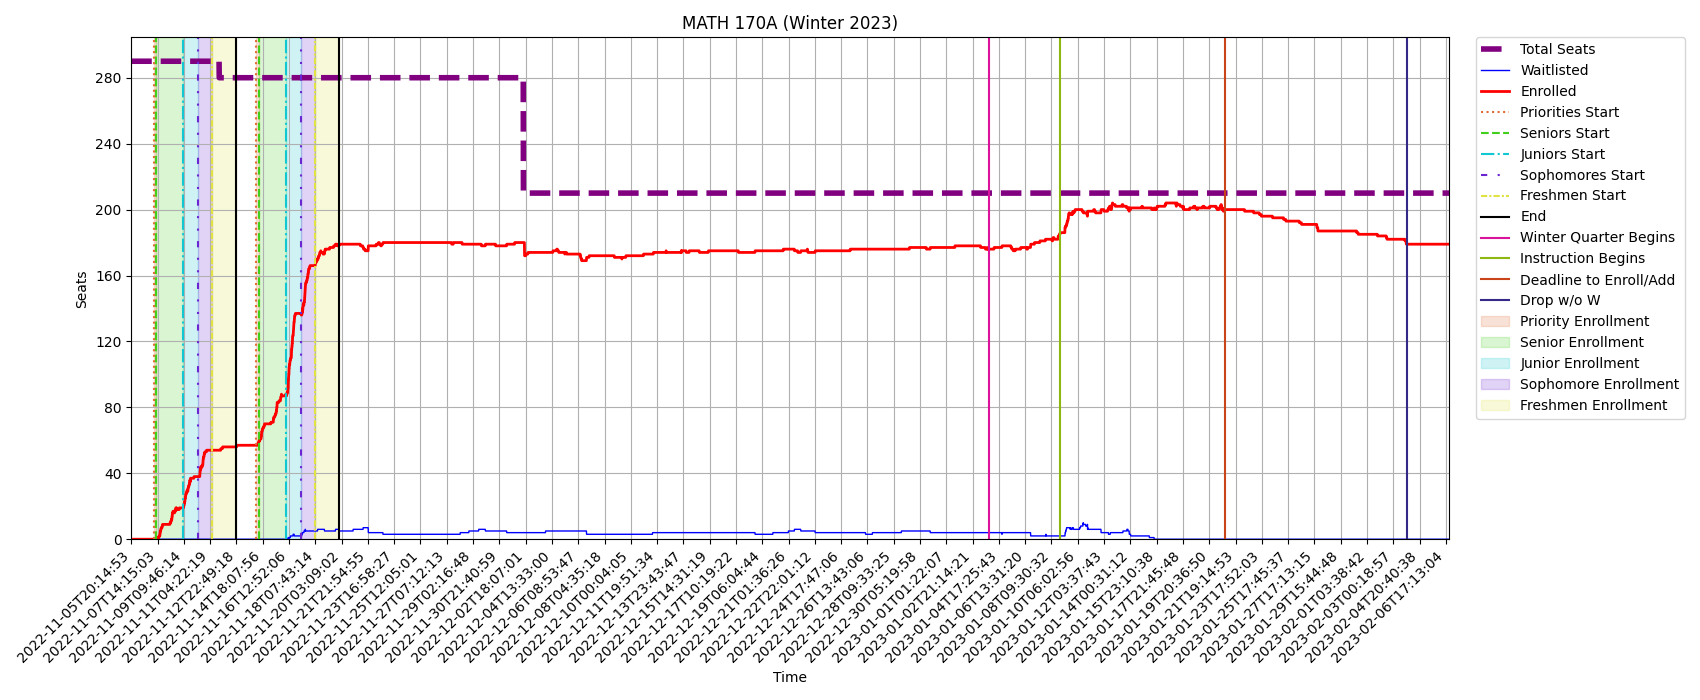 MATH 170A (Winter 2023)
Seats
280
240
200
160
120
80
40
0
2022-11-05T20:14:53
2022-11-07T14:15:03
2022-11-09T09:46:14
2022-11-11T04:22:19
2022-11-12T22:49:18
2022-11-14T18:07:56
2022-11-16T12:52:06
2022-11-18T07:43:14
2022-11-20T03:09:02
2022-11-21T21:54:55
2022-11-23T16:58:27
2022-11-25T12:05:01
2022-11-27T07:12:13
2022-11-29T02:16:48
2022-11-30T21:40:59
2022-12-02T18:07:01
2022-12-04T13:33:00
2022-12-06T08:53:47
2022-12-08T04:35:18
2022-12-10T00:04:05
2022-12-11T19:51:34
2022-12-13T23:43:47
2022-12-15T14:31:19
2022-12-17T10:19:22
2022-12-19T06:04:44
2022-12-21T01:36:26
2022-12-22T22:01:12
2022-12-24T17:47:06
2022-12-26T13:43:06
2022-12-28T09:33:25
2022-12-30T05:19:58
2023-01-01T01:22:07
2023-01-02T21:14:21
2023-01-04T17:25:43
2023-01-06T13:31:20
2023-01-08T09:30:32
2023-01-10T06:02:56
2023-01-12T03:37:43
2023-01-14T00:31:12
2023-01-15T23:10:38
2023-01-17T21:45:48
2023-01-19T20:36:50
2023-01-21T19:14:53
2023-01-23T17:52:03
2023-01-25T17:45:37
2023-01-27T17:13:15
2023-01-29T15:44:48
2023-02-01T03:38:42
2023-02-03T00:18:57
2023-02-04T20:40:38
2023-02-06T17:13:04
Time
Total Seats
Waitlisted
Enrolled
Priorities Start
Seniors Start
Juniors Start
Sophomores Start
Freshmen Start
End
Winter Quarter Begins
Instruction Begins
Deadline to Enroll/Add
Drop w/o W
Priority Enrollment
Senior Enrollment
Junior Enrollment
Sophomore Enrollment
Freshmen Enrollment